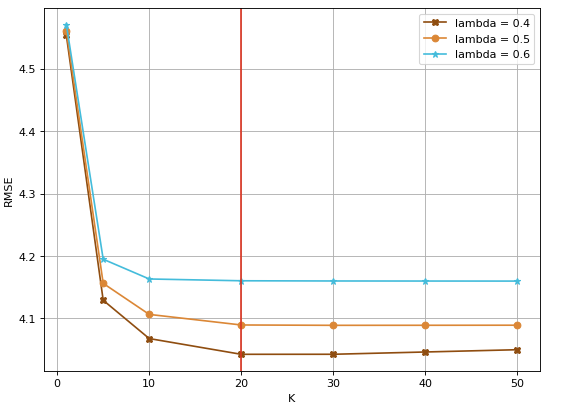 lambda = 0.4
lambda = 0.5
lambda = 0.6
4.5
4.4
4.3
4.2
4.1
RMSE
0 10 20 30 40 50
K